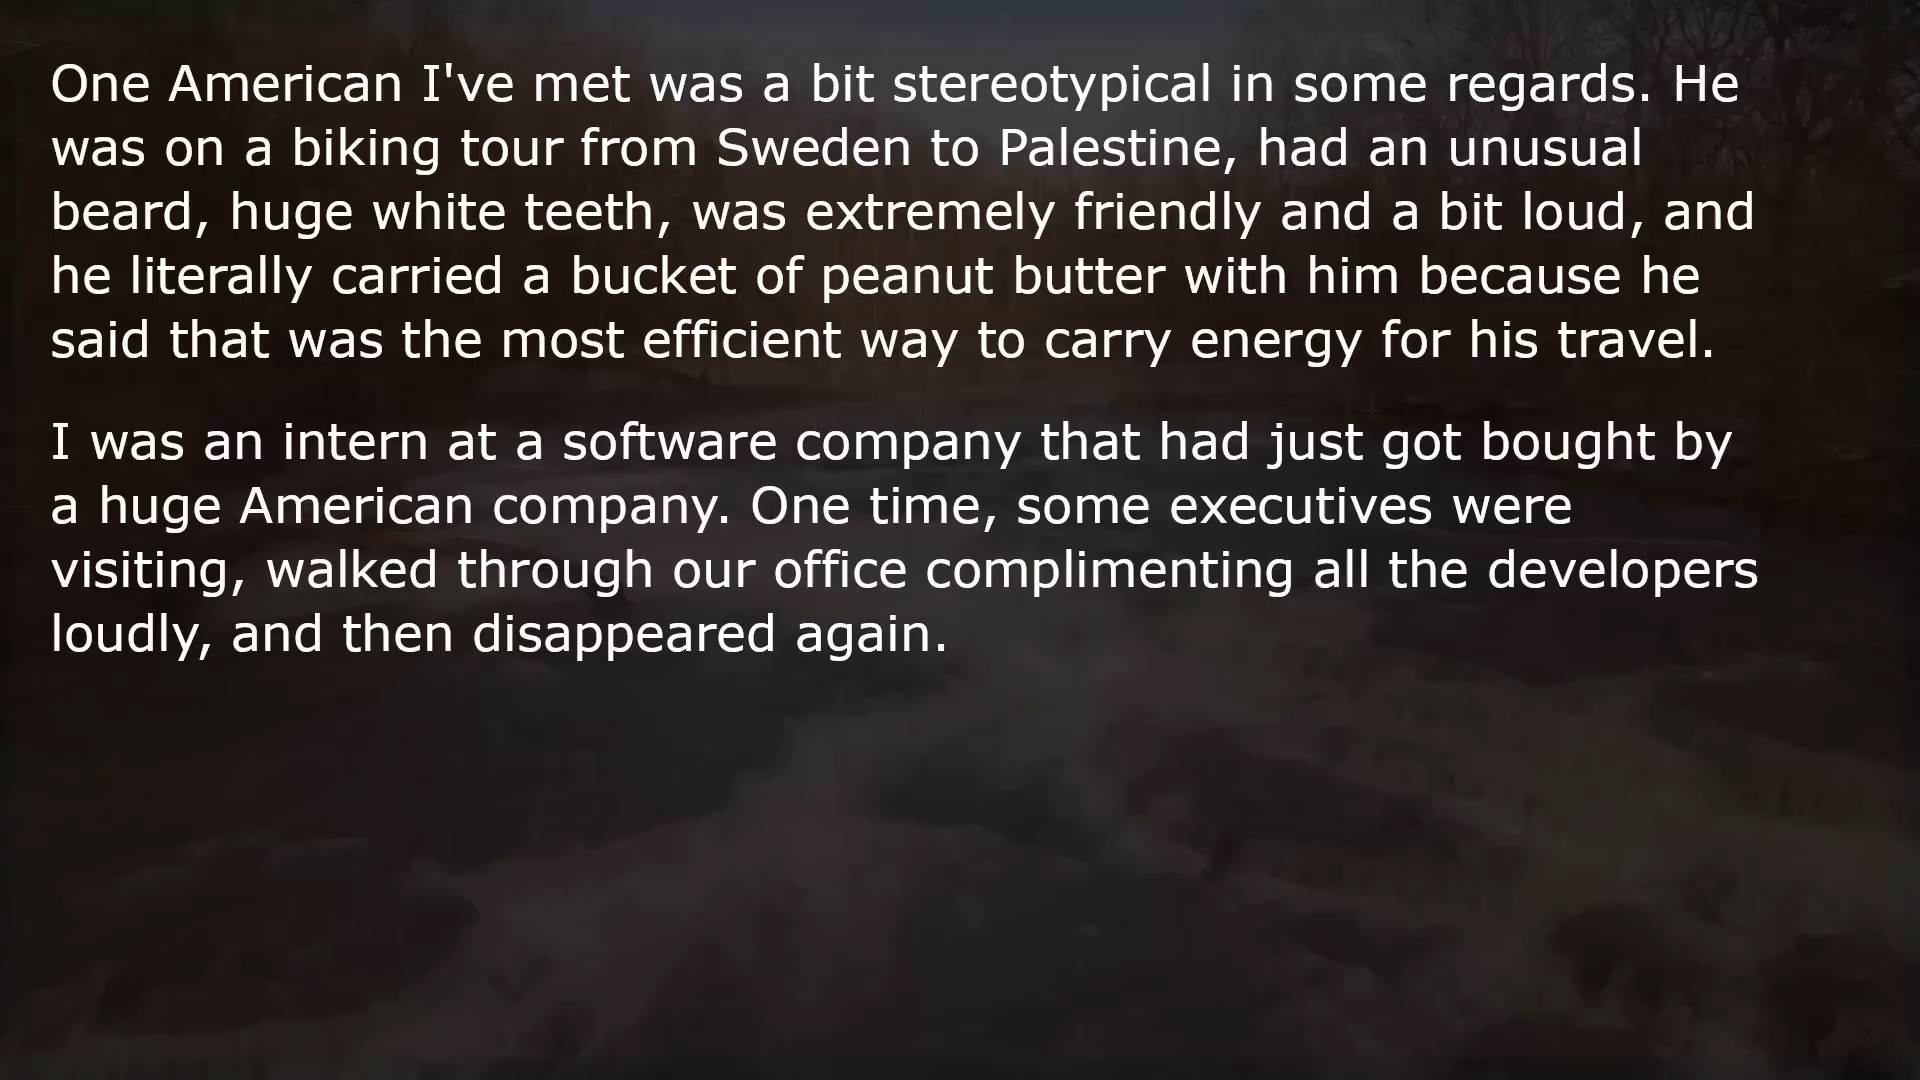 One American I've met was a bit stereotypical in some regards. He
was on a biking tour from Sweden to Palestine, had an unusual
beard, huge white teeth, was extremely friendly and a bit loud, and
he literally carried a bucket of peanut butter with him because he
said that was the most efficient way to carry energy for his travel.
I was an intern at a software company that had just got bought by
a huge American company. One time, some executives were
visiting, walked through our office complimenting all the developers
loudly, and then disappeared again.